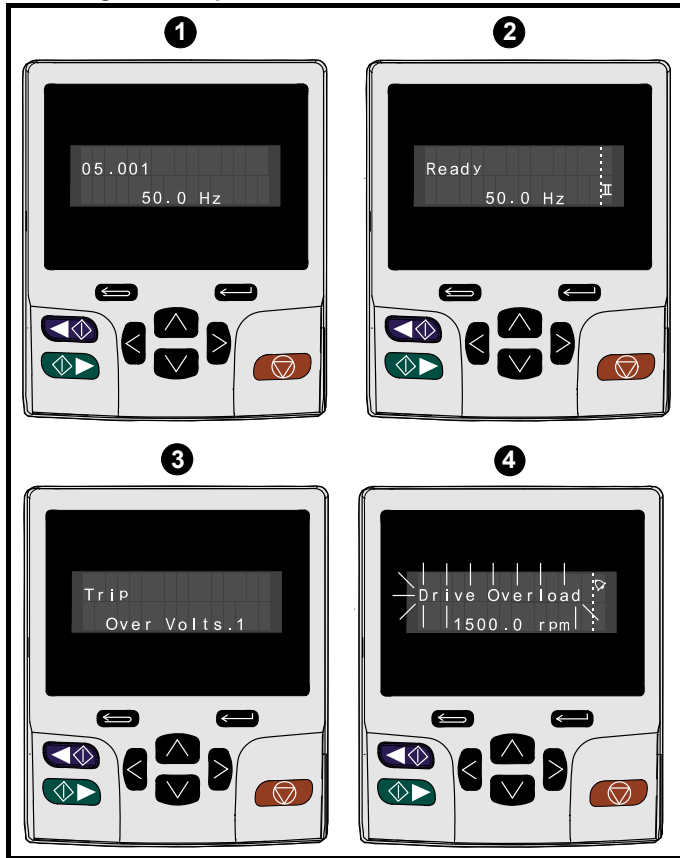 1
2
05.001
50.0 Hz
Ready
50.0 Hz
3
4
Trip
Over Volts.1
Drive Overload
1500.0 rpm